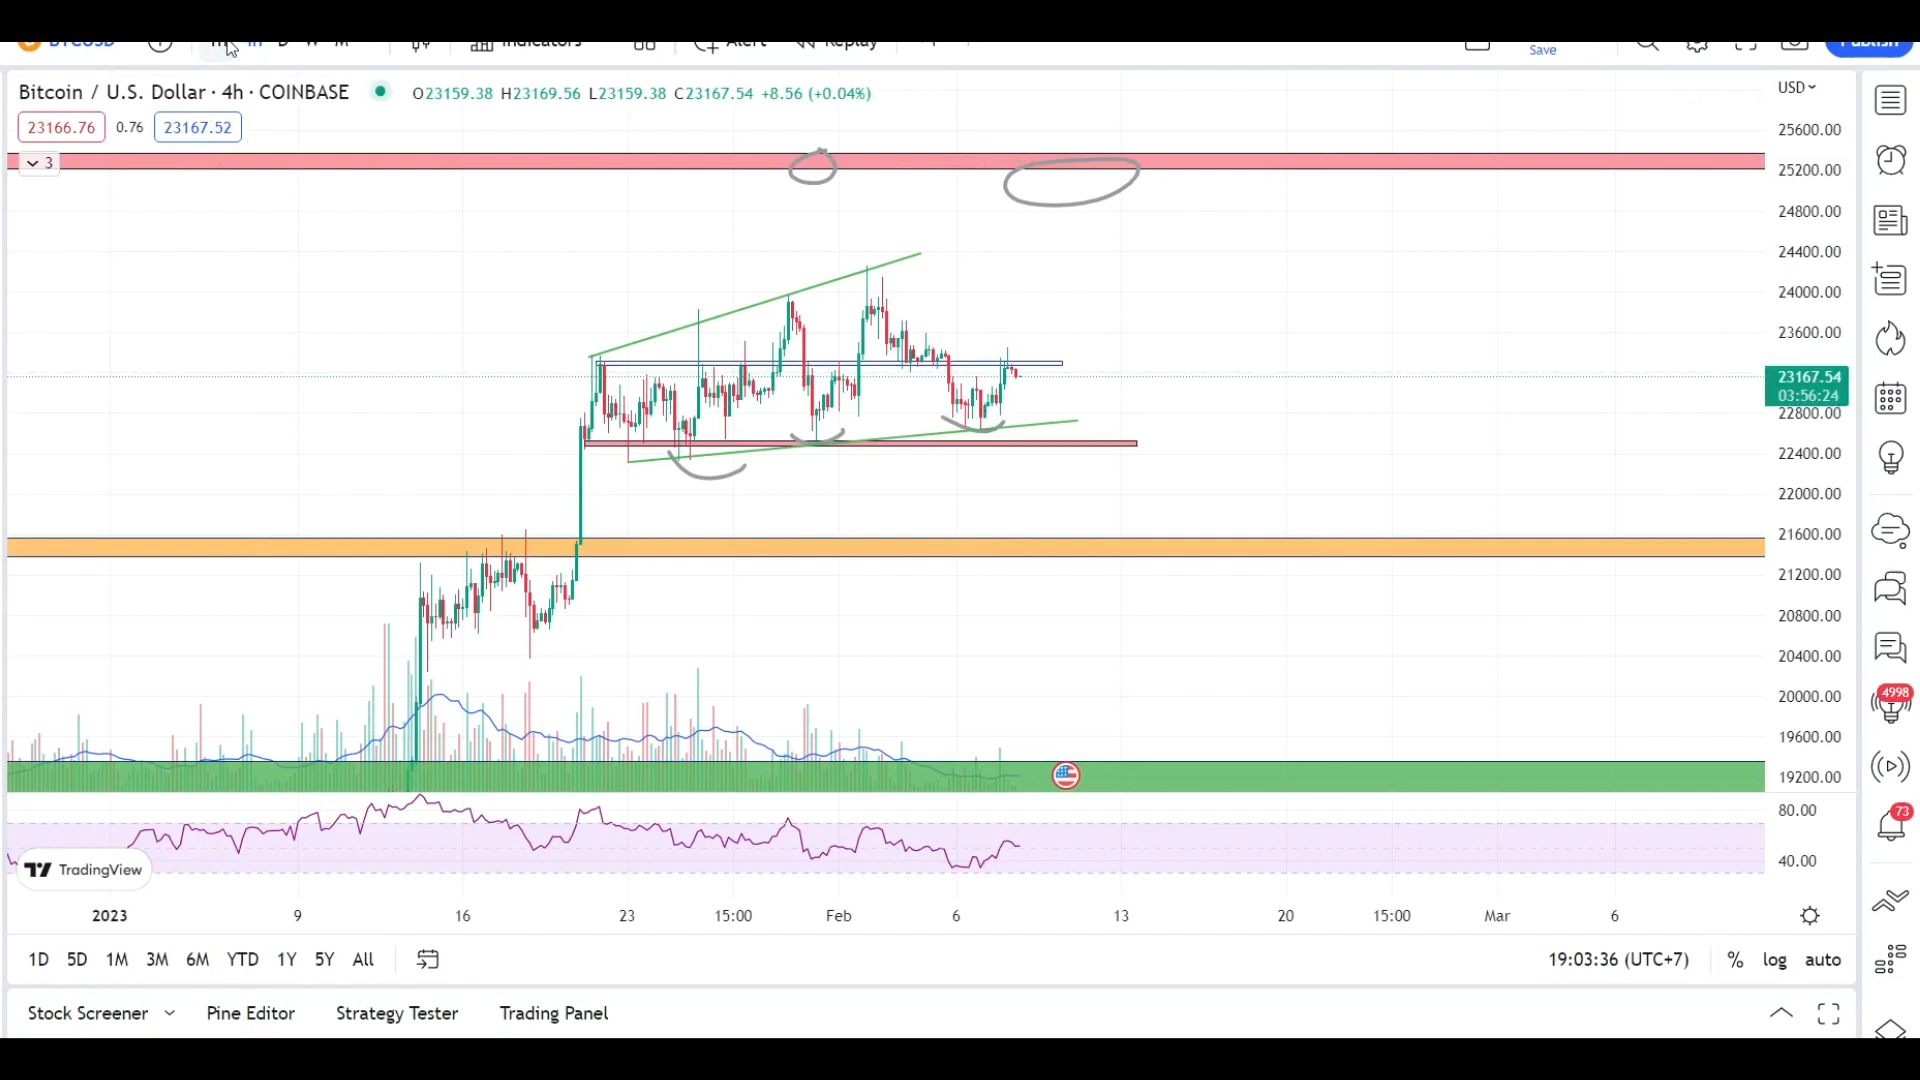 BTCUSD
Indicators Alert Replay
Save Publish
Bitcoin / U.S. Dollar · 4h · COINBASE O23159.38 H23169.56 L23159.38 C23167.54 +8.56 (+0.04%)
USD
23166.76 0.76 23167.52
3
25600.00
25200.00
24800.00
24400.00
24000.00
23600.00
23167.54
03:56:24
22800.00
22400.00
22000.00
21600.00
21200.00
20800.00
20400.00
20000.00
19600.00
19200.00
80.00
40.00
4998
73
TradingView
2023 9 16 23 15:00 Feb 6 13 20 15:00 Mar 6
1D 5D 1M 3M 6M YTD 1Y 5Y All 19:03:36 (UTC+7) % log auto
Stock Screener Pine Editor Strategy Tester Trading Panel